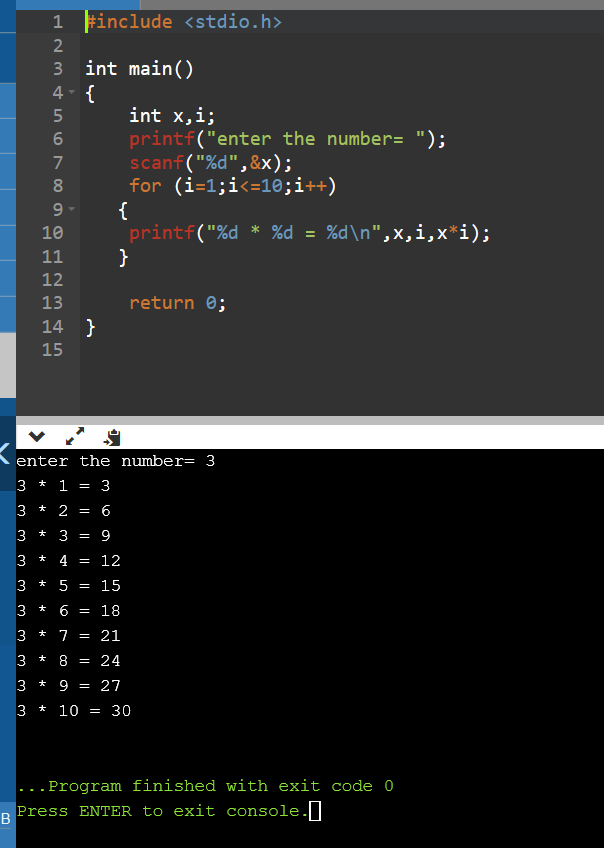 1 #include <stdio.h>
2
3 int main()
4 {
5     int x,i;
6     printf("enter the number= ");
7     scanf("%d",&x);
8     for (i=1;i<=10;i++)
9    {
10     printf("%d * %d = %d\n",x,i,x*i);
11    }
12
13     return 0;
14 }
15
enter the number= 3
3 * 1 = 3
3 * 2 = 6
3 * 3 = 9
3 * 4 = 12
3 * 5 = 15
3 * 6 = 18
3 * 7 = 21
3 * 8 = 24
3 * 9 = 27
3 * 10 = 30
...Program finished with exit code 0
B
Press ENTER to exit console.